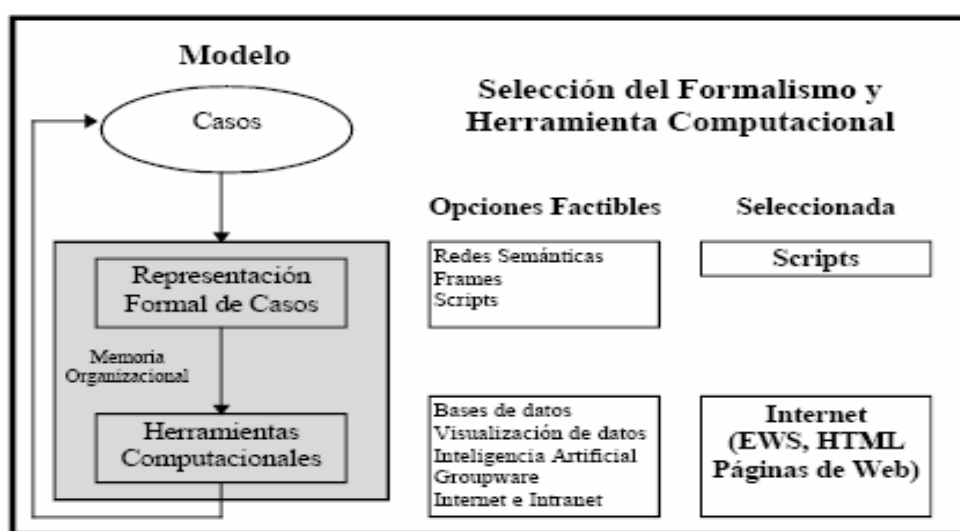 Modelo
Casos
Representación
Formal de Casos
Memoria
Organizacional
Herramientas
Computacionales
Selección del Formalismo y
Herramienta Computacional
Opciones Factibles
Seleccionada
Redes Semánticas
Frames
Scripts
Scripts
Bases de datos
Visualización de datos
Inteligencia Artificial
Groupware
Internet e Intranet
Internet
(EWS, HTML
Páginas de Web)